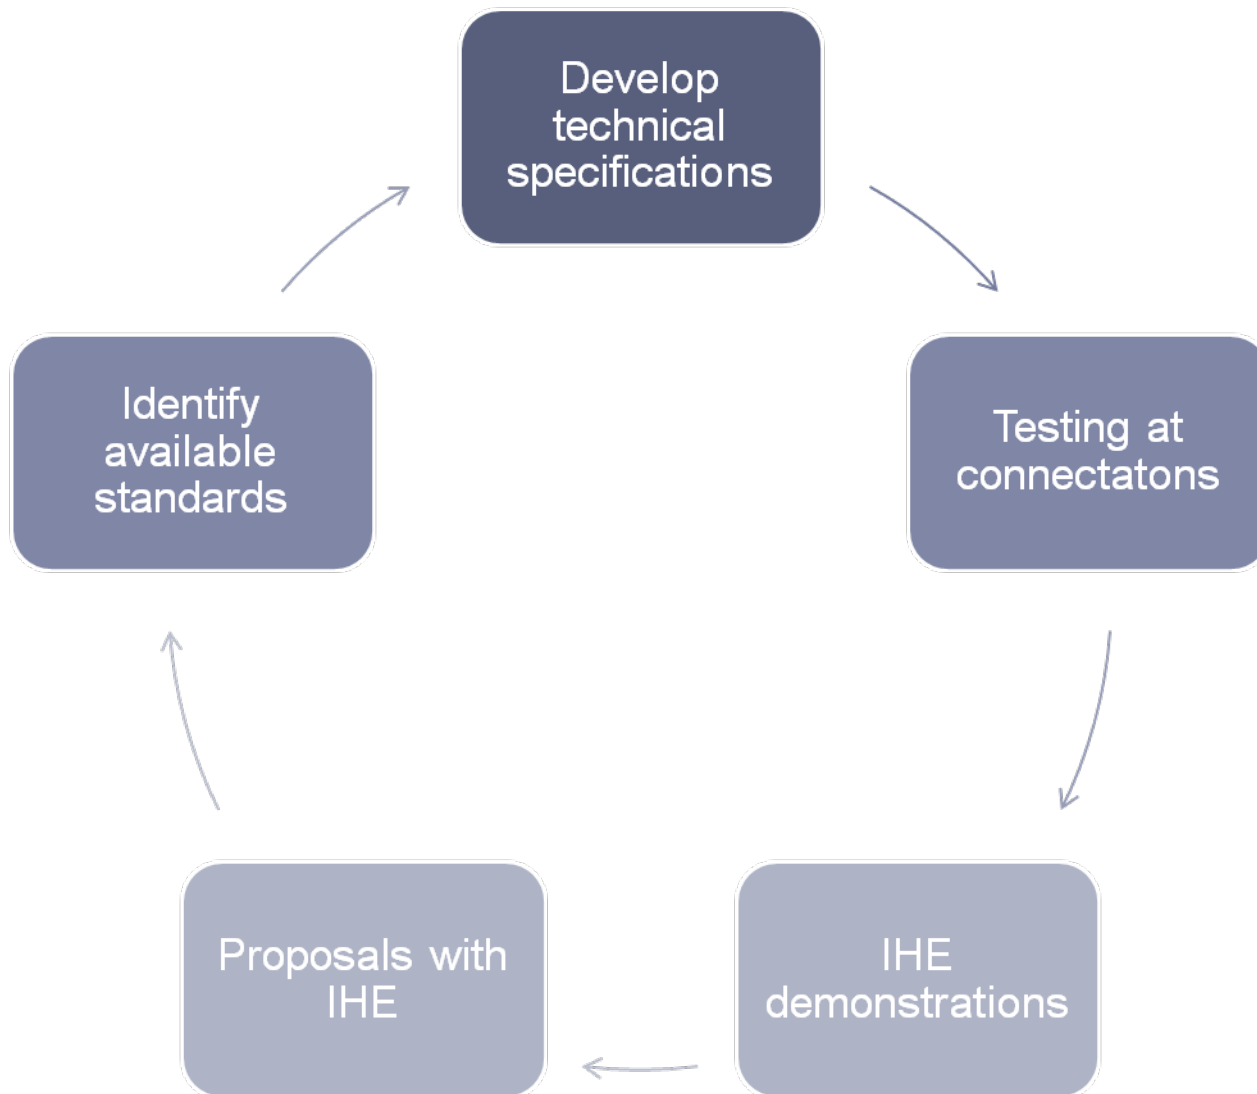 Develop
technical
specifications
Testing at
connectatons
IHE
demonstrations
Proposals with
IHE
Identify
available
standards